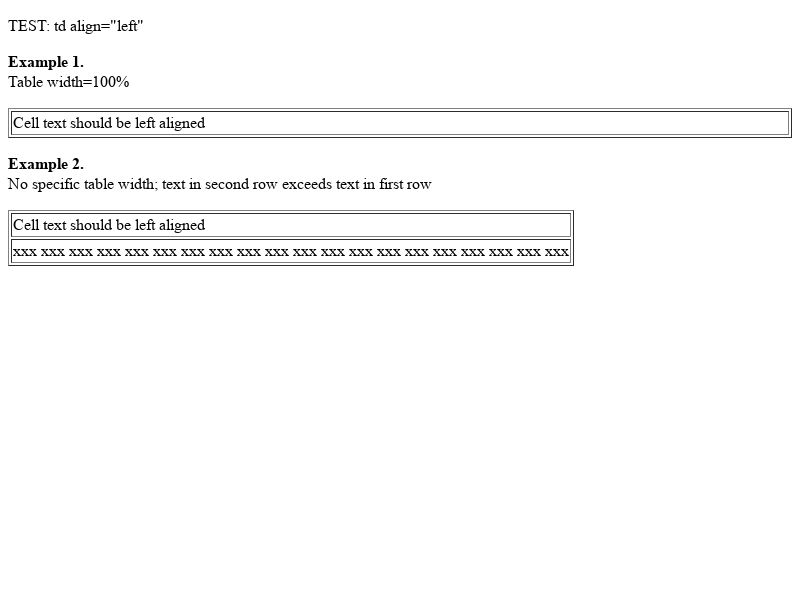 TEST: td align="left"
Example 1.
Table width=100%
Cell text should be left aligned
Example 2.
No specific table width; text in second row exceeds text in first row
Cell text should be left aligned
xxx xxx xxx xxx xxx xxx xxx xxx xxx xxx xxx xxx xxx xxx xxx xxx xxx xxx xxx xxx